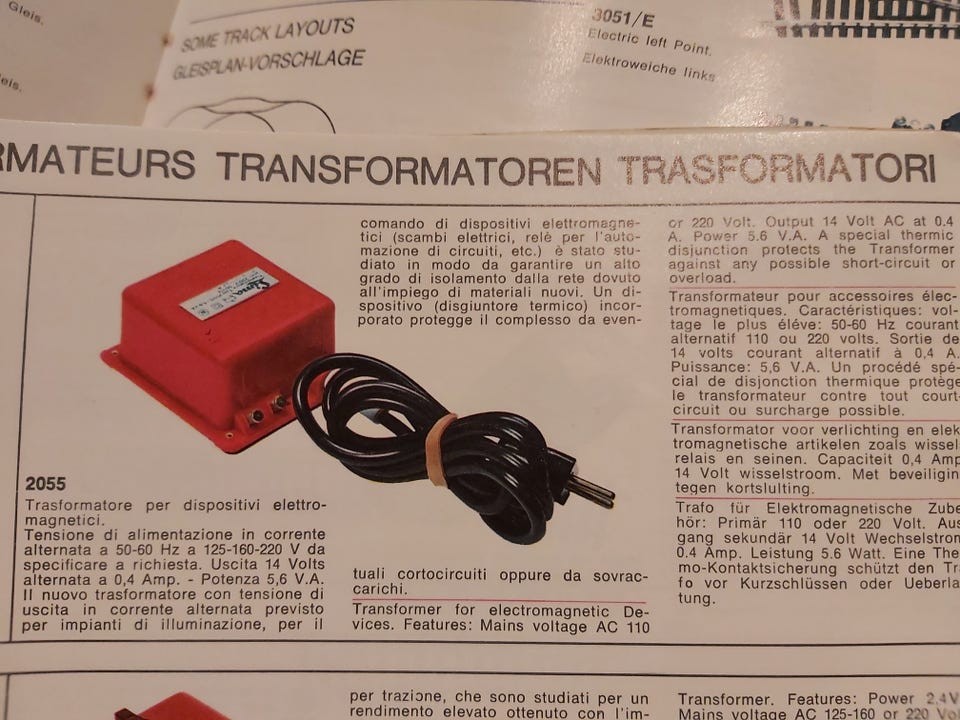 Gleis.
eis.
SOME TRACK LAYOUTS
GLEISPLAN-VORSCHLAGE
3051/E
Electric left Point.
Elektroweiche links
RMATEURS TRANSFORMATOREN TRASFORMATORI
Lima
2055
Trasformatore per dispositivi elettro-
magnetici.
Tensione di alimentazione in corrente
alternata a 50-60 Hz a 125-160-220 V da
specificare a richiesta. Uscita 14 Volts
alternata a 0,4 Amp. - Potenza 5,6 V.A.
Il nuovo trasformatore con tensione di
uscita in corrente alternata previsto
per impianti di illuminazione, per il
comando di dispositivi elettromagne-
tici (scambi elettrici, relè per l'auto-
mazione di circuiti, etc.) è stato stu-
diato in modo da garantire un alto
grado di isolamento dalla rete dovuto
all'impiego di materiali nuovi. Un di-
spositivo (disgiuntore termico) incor-
porato protegge il complesso da even-
tuali cortocircuiti oppure da sovrac-
carichi.
Transformer for electromagnetic De-
vices. Features: Mains voltage AC 110
or 220 Volt. Output 14 Volt AC at 0.4
A. Power 5.6 V.A. A special thermic
disjunction protects the Transformer
against any possible short-circuit or
overload.
Transformateur pour accessoires élec-
tromagnetiques. Caractéristiques: vol-
tage le plus éléve: 50-60 Hz courant
alternatif 110 ou 220 volts. Sortie de
14 volts courant alternatif à 0,4 A.
Puissance: 5,6 V.A. Un procédé spé-
cial de disjonction thermique protège
le transformateur contre tout court-
circuit ou surcharge possible.
Transformator voor verlichting en elek
tromagnetische artikelen zoals wissel
relais en seinen. Capaciteit 0,4 Amp
14 Volt wisselstroom. Met beveiligin
tegen kortslulting.
Trafo für Elektromagnetische Zube
hör: Primär 110 oder 220 Volt. Aus
gang sekundär 14 Volt Wechselstrom
0.4 Amp. Leistung 5.6 Watt. Eine The
mo-Kontaktsicherung schützt den Tr
fo vor Kurzschlüssen oder Ueberla
tung.
per trazione, che sono studiati per un
rendimento elevato ottenuto con l'im-
Transformer. Features: Power 2,4V
Mains voltage AC 125-160 or 220 Vol